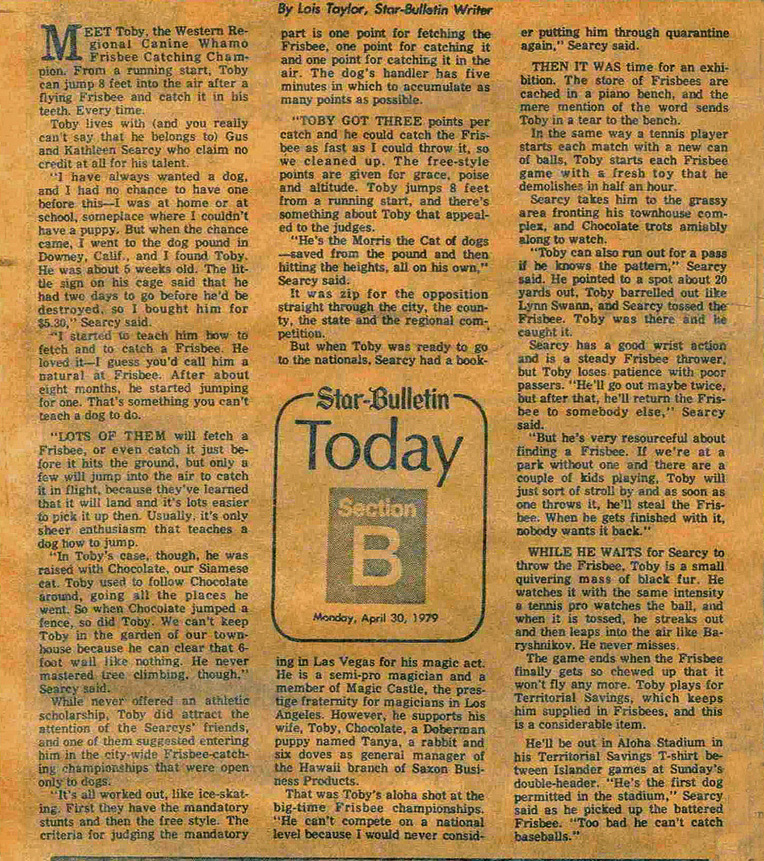 By Lois Taylor, Star-Bulletin Writer
MEET Toby, the Western Re-
gional Canine Whamo
Frisbee Catching Cham-
pion. From a running start, Toby
can jump 8 feet into the air after a
flying Frisbee and catch it in his
teeth. Every time.
Toby lives with (and you really
can't say that he belongs to) Gus
and Kathleen Searcy who claim no
credit at all for his talent.
"I have always wanted a dog,
and I had no chance to have one
before this—I was at home or at
school, someplace where I couldn't
have a puppy. But when the chance
came, I went to the dog pound in
Downey, Calif., and I found Toby.
He was about 5 weeks old. The lit-
tle sign on his cage said that he
had two days to go before he'd be
destroyed, so I bought him for
$5.30," Searcy said.
"I started to teach him how to
fetch and to catch a Frisbee. He
loved it—I guess you'd call him a
natural at Frisbee. After about
eight months, he started jumping
for one. That's something you can't
teach a dog to do.
"LOTS OF THEM will fetch a
Frisbee, or even catch it just be-
fore it hits the ground, but only a
few will jump into the air to catch
it in flight, because they've learned
that it will land and it's lots easier
to pick it up then. Usually, it's only
sheer enthusiasm that teaches a
dog how to jump.
"In Toby's case, though, he was
raised with Chocolate, our Siamese
cat. Toby used to follow Chocolate
around, going all the places he
went. So when Chocolate jumped a
fence, so did Toby. We can't keep
Toby in the garden of our town-
house because he can clear that 6-
foot wall like nothing. He never
mastered tree climbing, though,"
Searcy said.
While never offered an athletic
scholarship, Toby did attract the
attention of the Searcys' friends,
and one of them suggested entering
him in the city-wide Frisbee-catch-
ing championships that were open
only to dogs.
"It's all worked out, like ice-skat-
ing. First they have the mandatory
stunts and then the free style. The
criteria for judging the mandatory
part is one point for fetching the
Frisbee, one point for catching it
and one point for catching it in the
air. The dog's handler has five
minutes in which to accumulate as
many points as possible.
"TOBY GOT THREE points per
catch and he could catch the Fris-
bee as fast as I could throw it, so
we cleaned up. The free-style
points are given for grace, poise
and altitude. Toby jumps 8 feet
from a running start, and there's
something about Toby that appeal-
ed to the judges.
"He's the Morris the Cat of dogs
—saved from the pound and then
hitting the heights, all on his own,"
Searcy said.
It was zip for the opposition
straight through the city, the coun-
ty, the state and the regional com-
petition.
But when Toby was ready to go
to the nationals, Searcy had a book-
Star-Bulletin
Today
Section
B
Monday, April 30, 1979
ing in Las Vegas for his magic act.
He is a semi-pro magician and a
member of Magic Castle, the pres-
tige fraternity for magicians in Los
Angeles. However, he supports his
wife, Toby, Chocolate, a Doberman
puppy named Tanya, a rabbit and
six doves as general manager of
the Hawaii branch of Saxon Busi-
ness Products.
That was Toby's aloha shot at the
big-time Frisbee championships.
"He can't compete on a national
level because I would never consid-
er putting him through quarantine
again," Searcy said.
THEN IT WAS time for an exhi-
bition. The store of Frisbees are
cached in a piano bench, and the
mere mention of the word sends
Toby in a tear to the bench.
In the same way a tennis player
starts each match with a new can
of balls, Toby starts each Frisbee
game with a fresh toy that he
demolishes in half an hour.
Searcy takes him to the grassy
area fronting his townhouse com-
plex, and Chocolate trots amiably
along to watch.
"Toby can also run out for a pass
if he knows the pattern," Searcy
said. He pointed to a spot about 20
yards out, Toby barrelled out like
Lynn Swann, and Searcy tossed the
Frisbee. Toby was there and he
caught it.
Searcy has a good wrist action
and is a steady Frisbee thrower,
but Toby loses patience with poor
passers. "He'll go out maybe twice,
but after that, he'll return the Fris-
bee to somebody else," Searcy
said.
"But he's very resourceful about
finding a Frisbee. If we're at a
park without one and there are a
couple of kids playing, Toby will
just sort of stroll by and as soon as
one throws it, he'll steal the Fris-
bee. When he gets finished with it,
nobody wants it back."
WHILE HE WAITS for Searcy to
throw the Frisbee, Toby is a small
quivering mass of black fur. He
watches it with the same intensity
a tennis pro watches the ball, and
when it is tossed, he streaks out
and then leaps into the air like Ba-
ryshnikov. He never misses.
The game ends when the Frisbee
finally gets so chewed up that it
won't fly any more. Toby plays for
Territorial Savings, which keeps
him supplied in Frisbees, and this
is a considerable item.
He'll be out in Aloha Stadium in
his Territorial Savings T-shirt be-
tween Islander games at Sunday's
double-header. "He's the first dog
permitted in the stadium," Searcy
said as he picked up the battered
Frisbee. "Too bad he can't catch
baseballs."